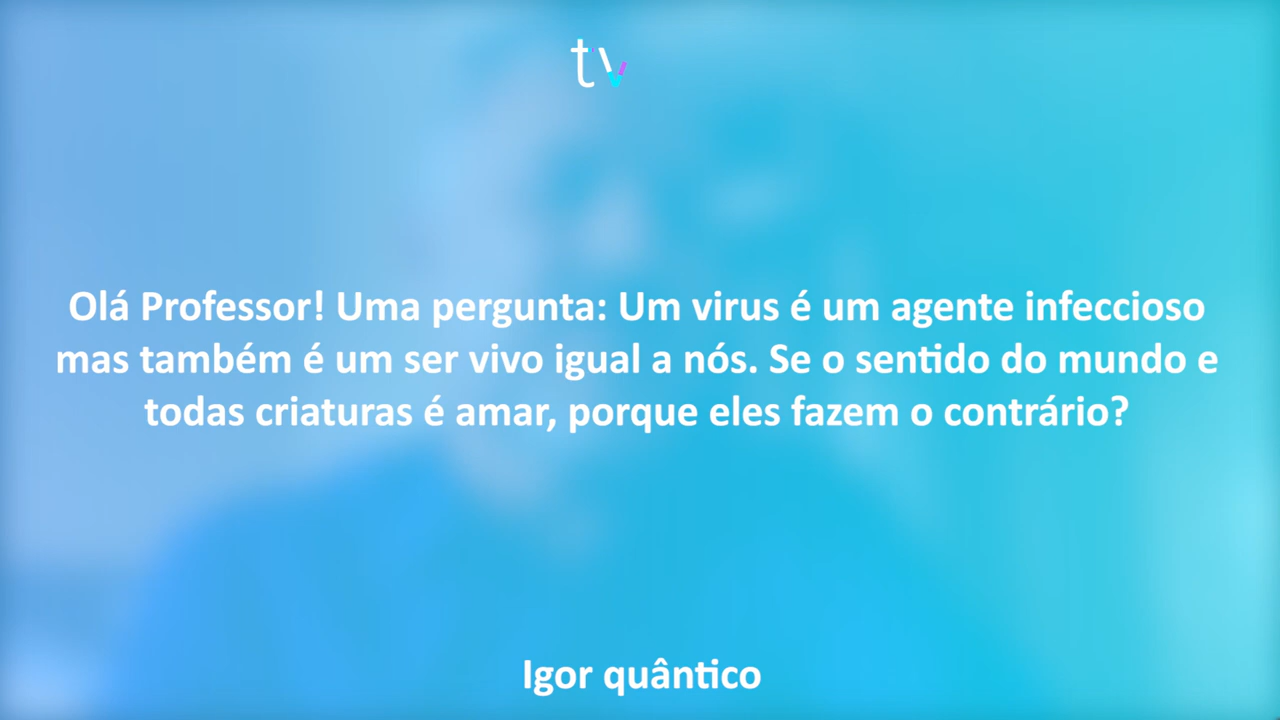 tv
Olá Professor! Uma pergunta: Um virus é um agente infeccioso
mas também é um ser vivo igual a nós. Se o sentido do mundo e
todas criaturas é amar, porque eles fazem o contrário?
Igor quântico